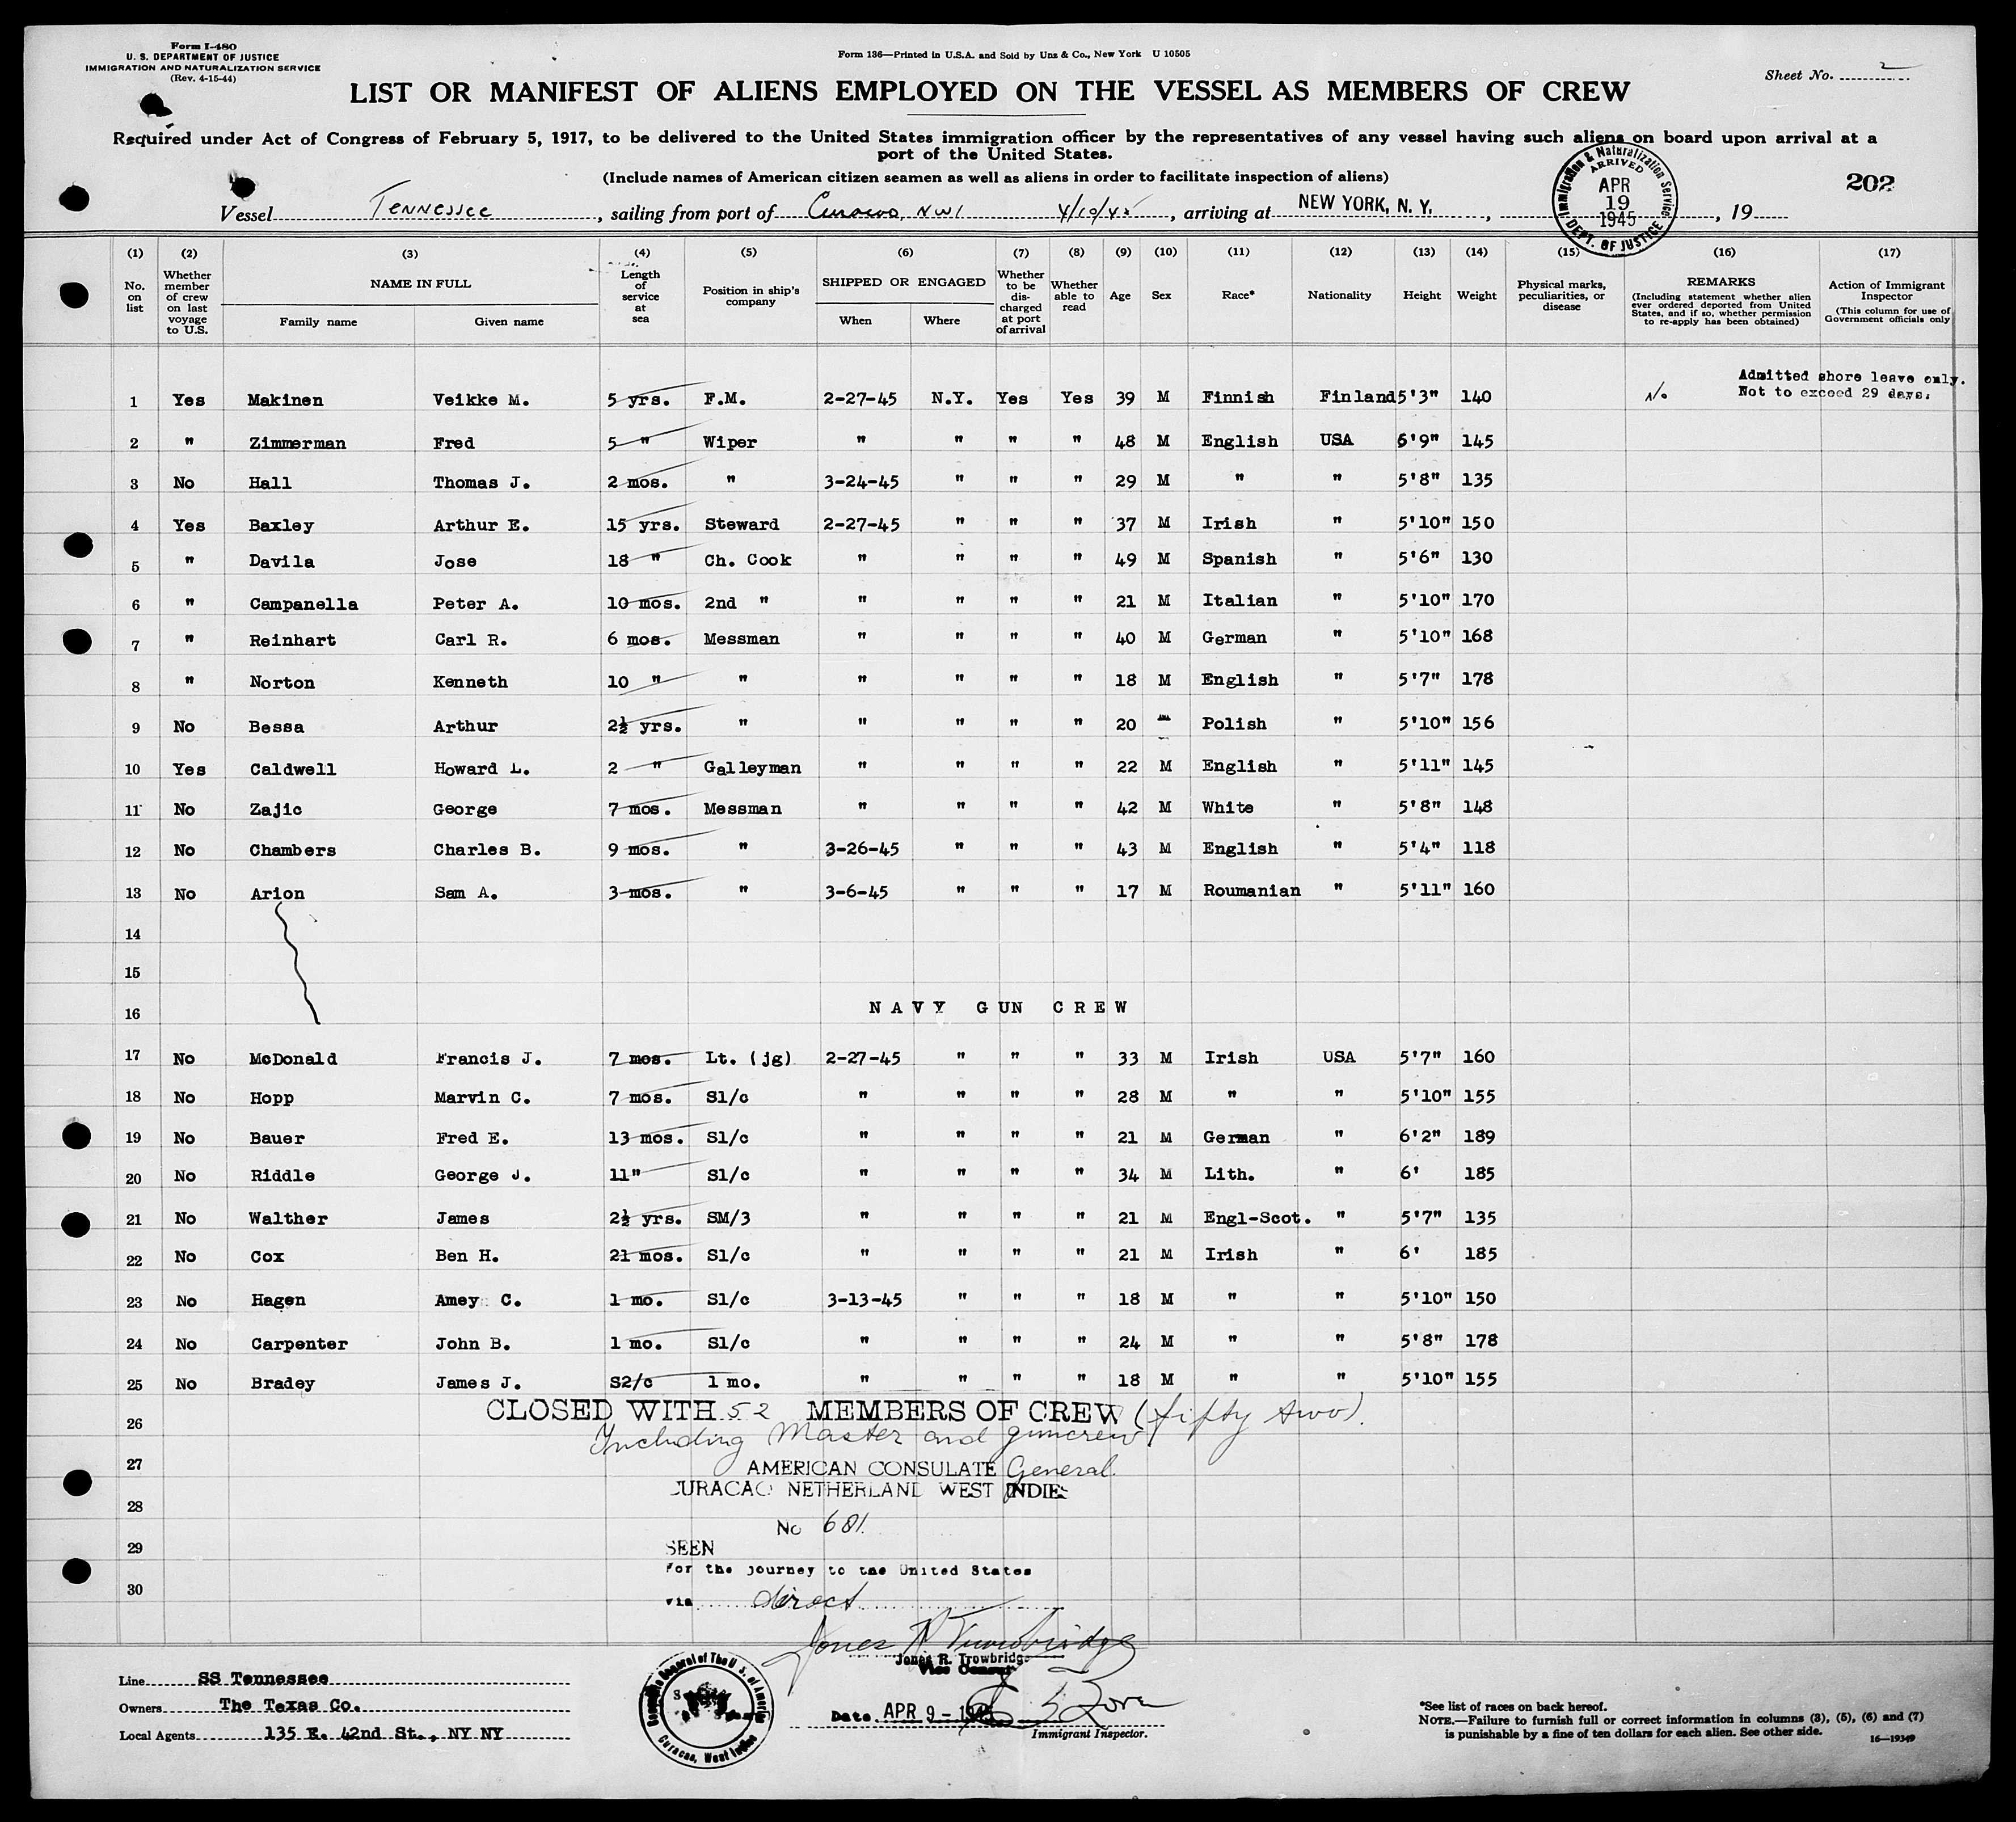 Form I-480
U. S. DEPARTMENT OF JUSTICE
IMMIGRATION AND NATURALIZATION SERVICE
(Rev. 4-15-44)
Form 136—Printed in U.S.A. and Sold by Unz & Co., New York U 10505
Sheet No. 2
LIST OR MANIFEST OF ALIENS EMPLOYED ON THE VESSEL AS MEMBERS OF CREW
Required under Act of Congress of February 5, 1917, to be delivered to the United States immigration officer by the representatives of any vessel having such aliens on board upon arrival at a
port of the United States.
(Include names of American citizen seamen as well as aliens in order to facilitate inspection of aliens)
Immigration & Naturalization Service
ARRIVED
APR
19
1945
DEPT. OF JUSTICE
202
Vessel Tennessee, sailing from port of Curacao, NWI 4/10/45, arriving at NEW YORK, N. Y., , 19
(1) (2) (3) (4) (5) (6) (7) (8) (9) (10) (11) (12) (13) (14) (15) (16) (17)
No. on list
Whether member of crew on last voyage to U.S.
NAME IN FULL
Family name Given name
Length of service at sea
Position in ship's company
SHIPPED OR ENGAGED
When Where
Whether to be discharged at port of arrival
Whether able to read
Age
Sex
Race*
Nationality
Height
Weight
Physical marks, peculiarities, or disease
REMARKS
(Including statement whether alien ever ordered deported from United States, and if so, whether permission to re-apply has been obtained)
Action of Immigrant Inspector
(This column for use of Government officials only
Admitted shore leave only.
Not to exceed 29 days.
1 Yes Makinen Veikke M. 5 yrs. F.M. 2-27-45 N.Y. Yes Yes 39 M Finnish Finland 5'3" 140 No
2 " Zimmerman Fred 5 " Wiper " " " " 48 M English USA 5'9" 145
3 No Hall Thomas J. 2 mos. " 3-24-45 " " " 29 M " " 5'8" 135
4 Yes Baxley Arthur E. 15 yrs. Steward 2-27-45 " " " 37 M Irish " 5'10" 150
5 " Davila Jose 18 " Ch. Cook " " " " 49 M Spanish " 5'6" 130
6 " Campanella Peter A. 10 mos. 2nd " " " " " 21 M Italian " 5'10" 170
7 " Reinhart Carl R. 6 mos. Messman " " " " 40 M German " 5'10" 168
8 " Norton Kenneth 10 " " " " " " 18 M English " 5'7" 178
9 No Bessa Arthur 2½ yrs. " " " " " 20 " Polish " 5'10" 156
10 Yes Caldwell Howard L. 2 " Galleyman " " " " 22 M English " 5'11" 145
11 No Zajic George 7 mos. Messman " " " " 42 M White " 5'8" 148
12 No Chambers Charles B. 9 mos. " 3-26-45 " " " 43 M English " 5'4" 118
13 No Arion Sam A. 3 mos. " 3-6-45 " " " 17 M Roumanian " 5'11" 160
14
15
16 NAVY GUN CREW
17 No McDonald Francis J. 7 mos. Lt. (jg) 2-27-45 " " " 33 M Irish USA 5'7" 160
18 No Hopp Marvin C. 7 mos. S1/c " " " " 28 M " " 5'10" 155
19 No Bauer Fred E. 13 mos. S1/c " " " " 21 M German " 6'2" 189
20 No Riddle George J. 11" S1/c " " " " 34 M Lith. " 6' 185
21 No Walther James 2½ yrs. SM/3 " " " " 21 M Engl-Scot. " 5'7" 135
22 No Cox Ben H. 21 mos. S1/c " " " " 21 M Irish " 6' 185
23 No Hagen Amey C. 1 mo. S1/c 3-13-45 " " " 18 M " " 5'10" 150
24 No Carpenter John B. 1 mo. S1/c " " " " 24 M " " 5'8" 178
25 No Bradey James J. S2/c 1 mo. " " " " 18 M " " 5'10" 155
26 CLOSED WITH 52 MEMBERS OF CREW (fifty two).
Including Master and guncrew
27 AMERICAN CONSULATE General
CURACAO NETHERLAND WEST INDIES
28
No 681
29 SEEN
For the journey to the United States
30
via direct
Jones R. Trowbridge
Jones R. Trowbridge
Vice Consul
Line SS Tennessee
Owners The Texas Co.
Local Agents 135 E. 42nd St., NY NY
Consulate General of The U. S. of America
Curacao, West Indies
Date APR 9 - 1945
Immigrant Inspector.
*See list of races on back hereof.
NOTE.—Failure to furnish full or correct information in columns (3), (5), (6) and (7)
is punishable by a fine of ten dollars for each alien. See other side.
16—19349